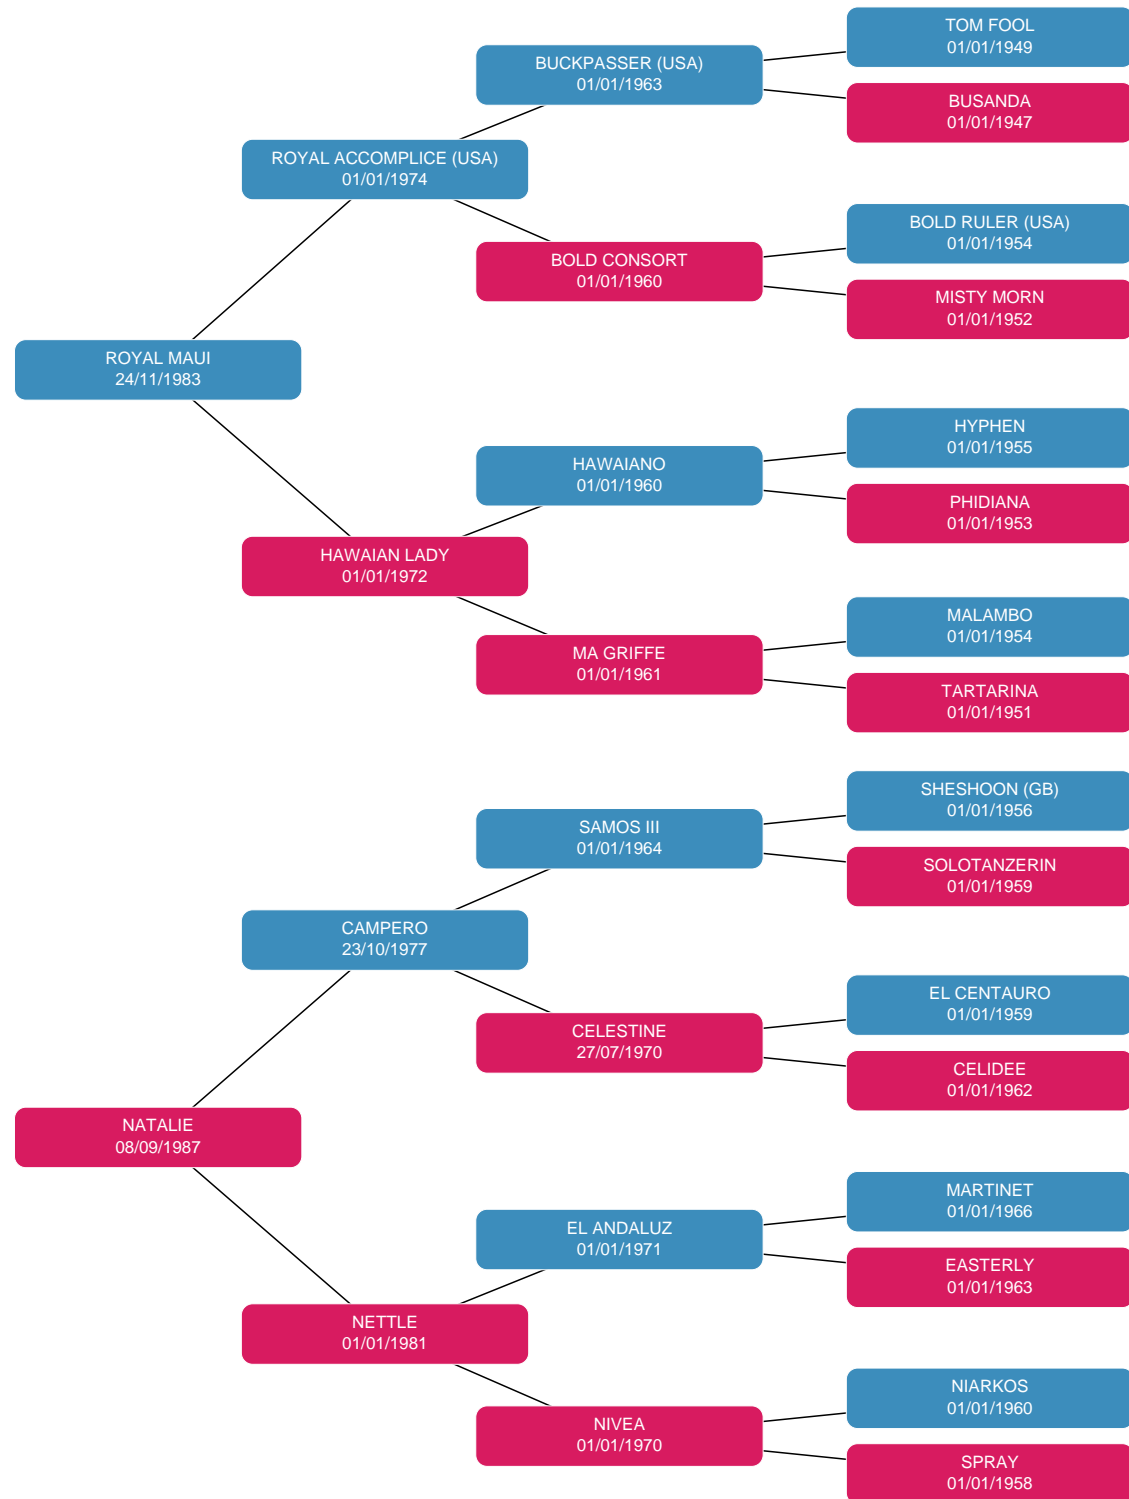 TOM FOOL
01/01/1949
BUCKPASSER (USA)
01/01/1963
BUSANDA
01/01/1947
ROYAL ACCOMPLICE (USA)
01/01/1974
BOLD RULER (USA)
01/01/1954
BOLD CONSORT
01/01/1960
MISTY MORN
01/01/1952
ROYAL MAUI
24/11/1983
HYPHEN
01/01/1955
HAWAIANO
01/01/1960
PHIDIANA
01/01/1953
HAWAIAN LADY
01/01/1972
MALAMBO
01/01/1954
MA GRIFFE
01/01/1961
TARTARINA
01/01/1951
SHESHOON (GB)
01/01/1956
SAMOS III
01/01/1964
SOLOTANZERIN
01/01/1959
CAMPERO
23/10/1977
EL CENTAURO
01/01/1959
CELESTINE
27/07/1970
CELIDEE
01/01/1962
NATALIE
08/09/1987
MARTINET
01/01/1966
EL ANDALUZ
01/01/1971
EASTERLY
01/01/1963
NETTLE
01/01/1981
NIARKOS
01/01/1960
NIVEA
01/01/1970
SPRAY
01/01/1958